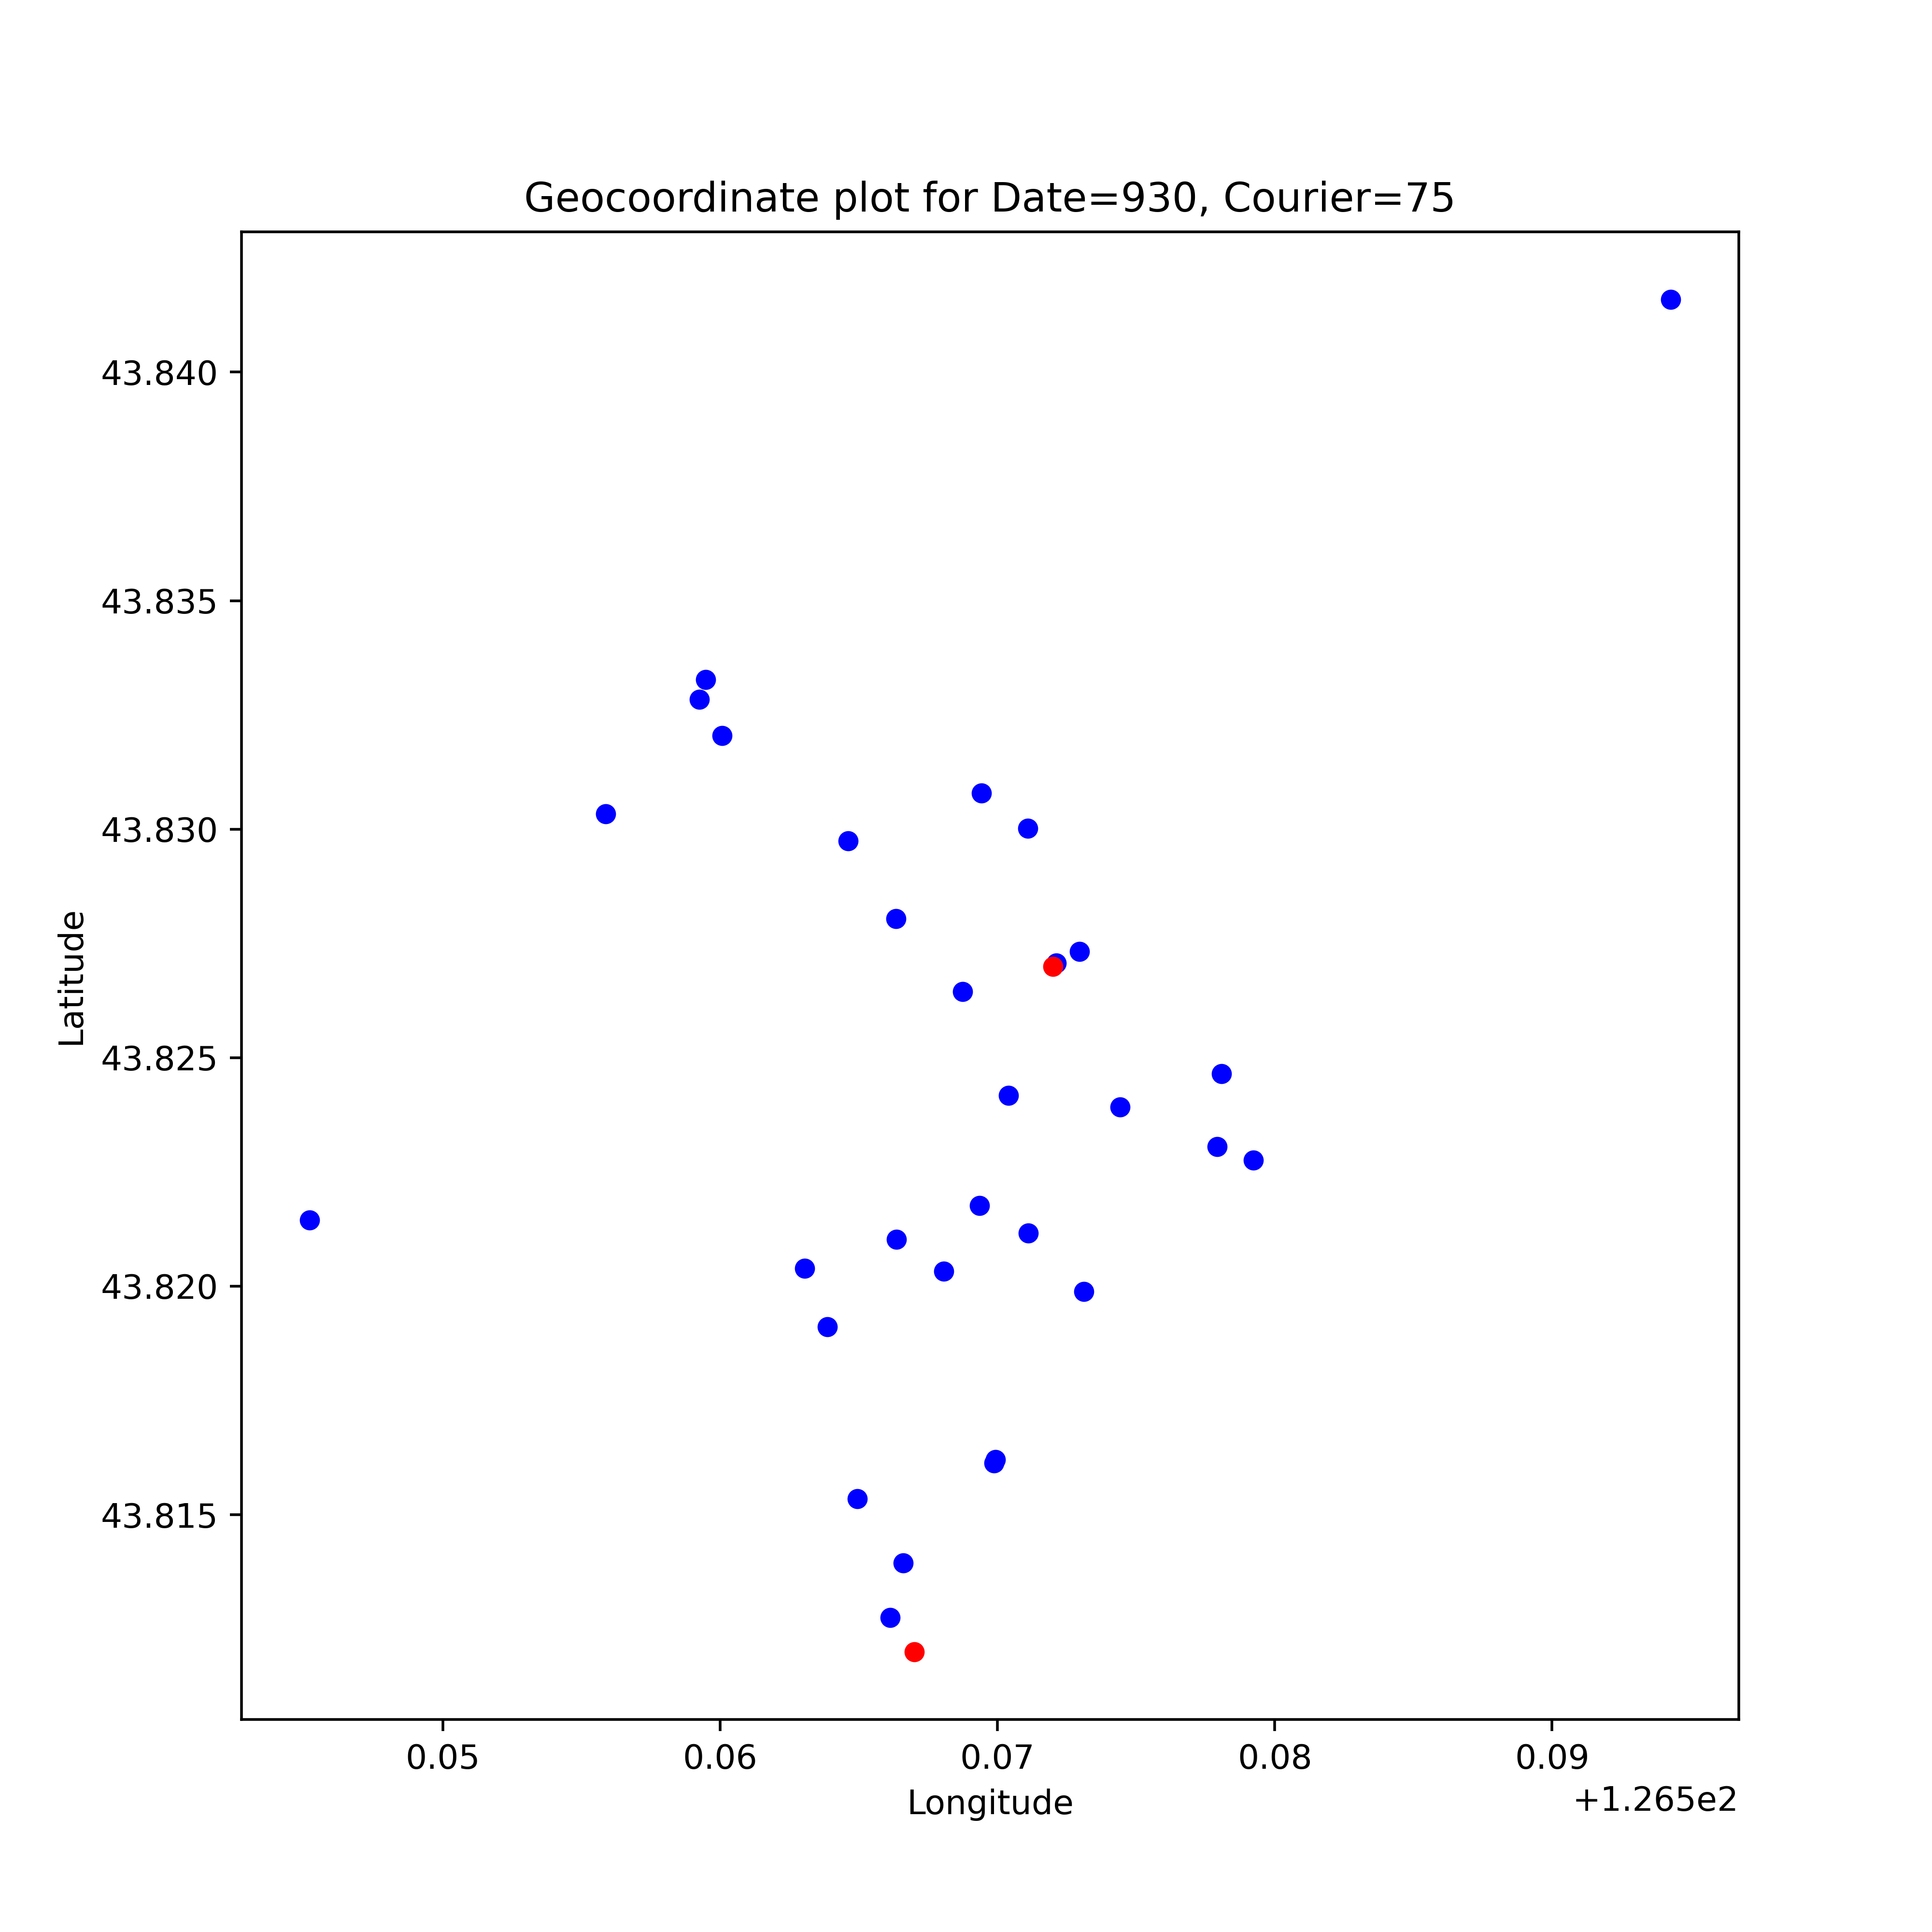 Geocoordinate plot for Date=930, Courier=75
43.840
43.835
43.830
43.825
43.820
43.815
Latitude
0.05 0.06 0.07 0.08 0.09
Longitude
+1.265e2